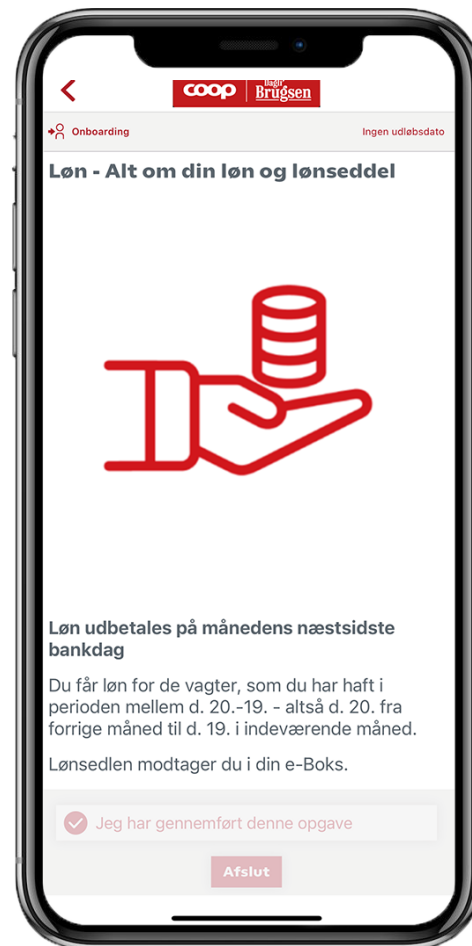 coop Dagli' Brugsen
Onboarding Ingen udløbsdato
Løn - Alt om din løn og lønseddel
Løn udbetales på månedens næstsidste
bankdag
Du får løn for de vagter, som du har haft i
perioden mellem d. 20.-19. - altså d. 20. fra
forrige måned til d. 19. i indeværende måned.
Lønsedlen modtager du i din e-Boks.
Jeg har gennemført denne opgave
Afslut